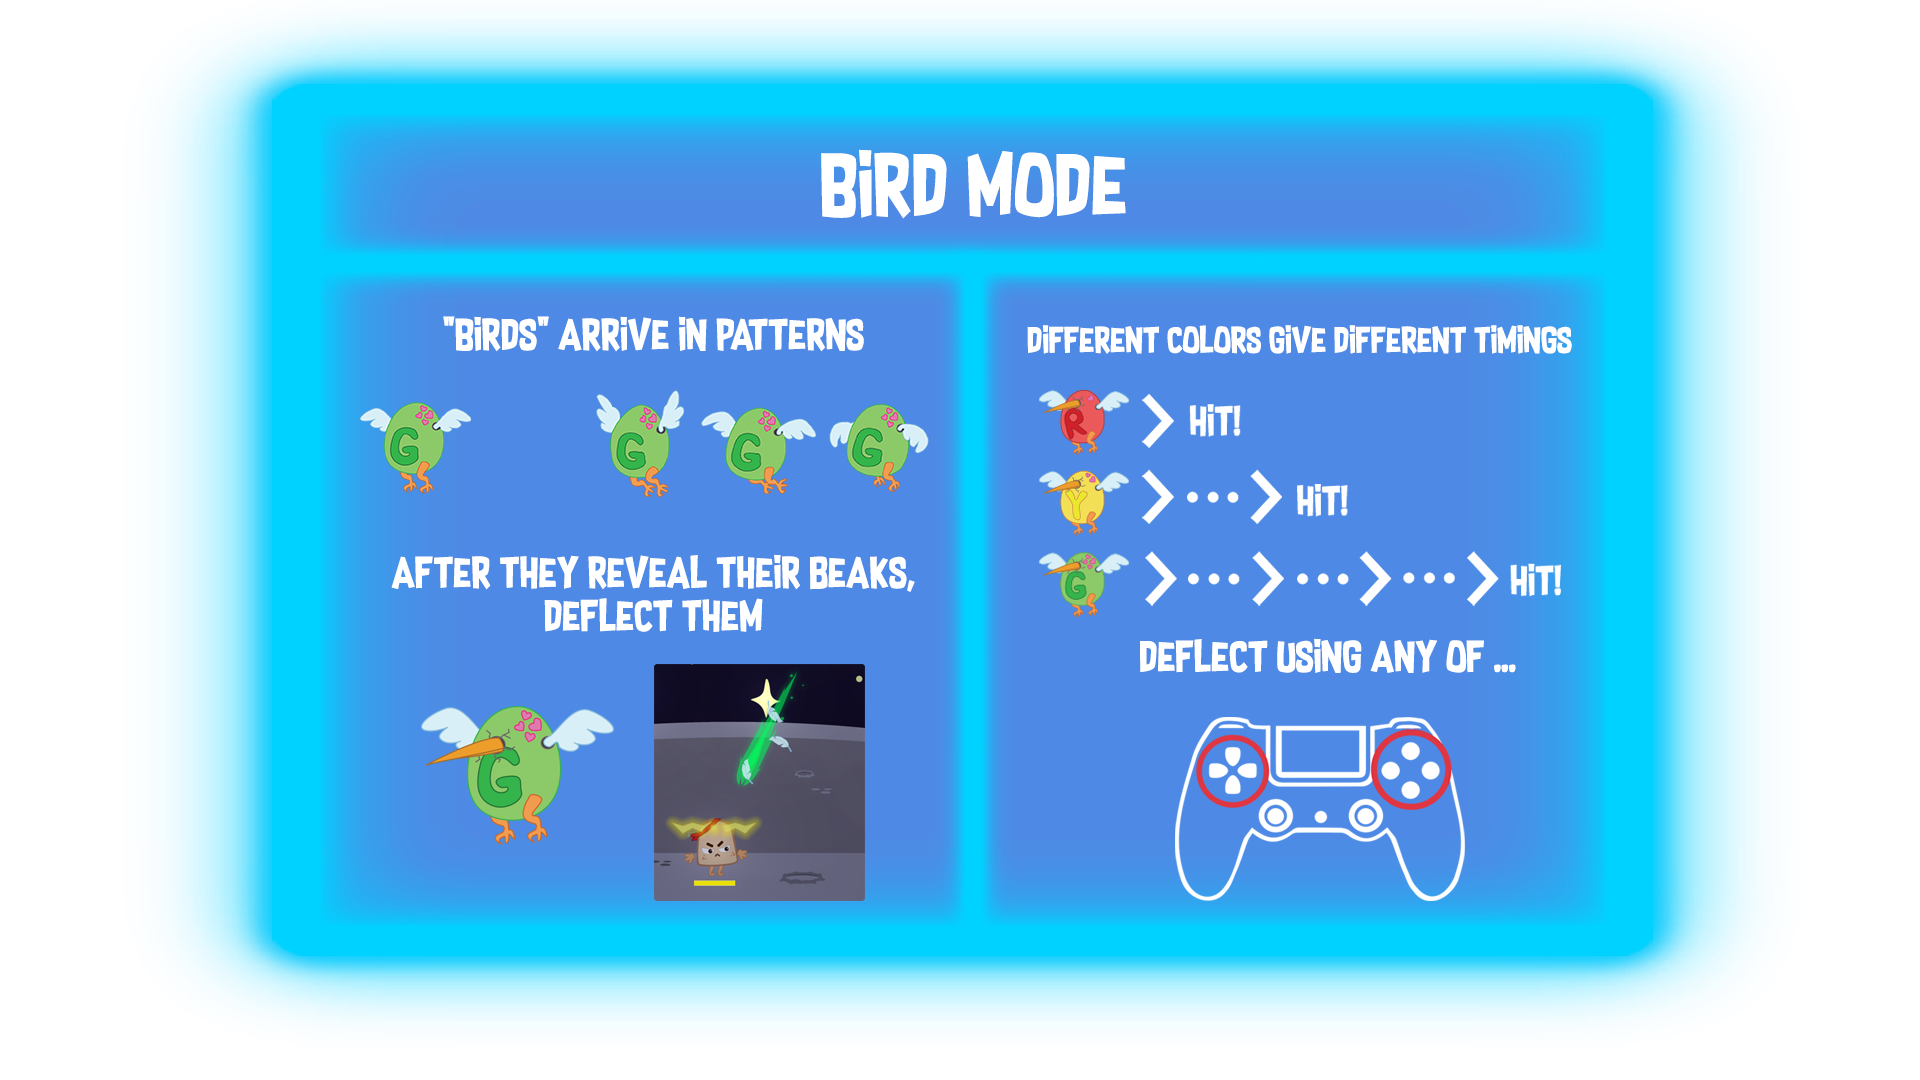 BiRD MODE
"BiRDS" ARRiVE iN PATTERNS
G G G G
AFTER THEY REVEAL THEiR BEAKS,
DEFLECT THEM
G
DiFFERENT COLORS GiVE DiFFERENT TiMiNGS
R HiT!
Y HiT!
G HiT!
DEFLECT USiNG ANY OF ...